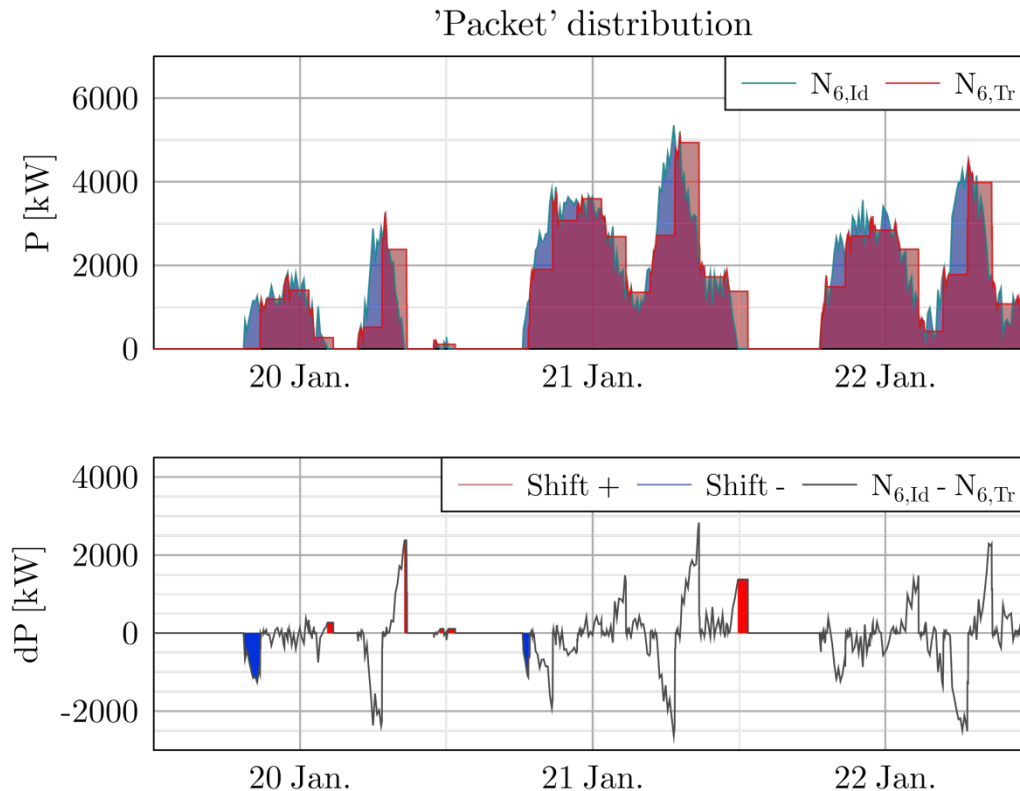 ’Packet’ distribution
P [kW]
6000
4000
2000
0
N6,Id N6,Tr
20 Jan. 21 Jan. 22 Jan.
dP [kW]
4000
2000
0
-2000
Shift + Shift - N6,Id - N6,Tr
20 Jan. 21 Jan. 22 Jan.